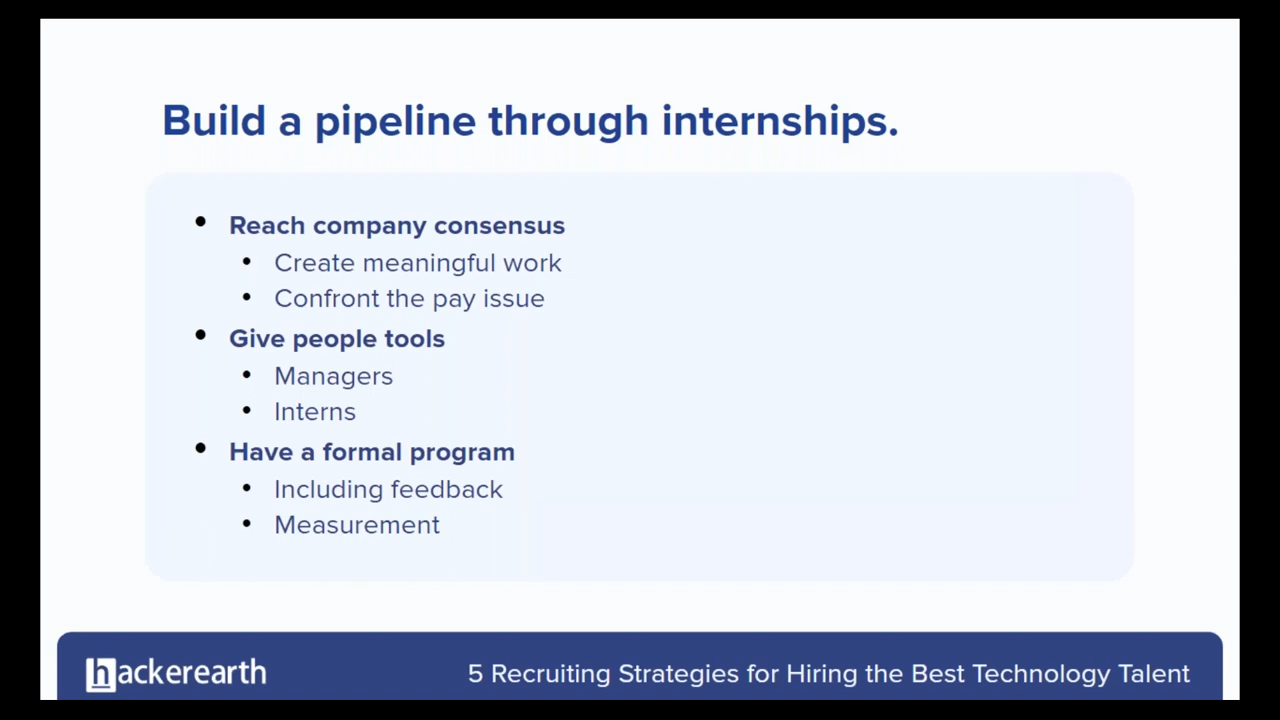 Build a pipeline through internships.
• Reach company consensus
• Create meaningful work
• Confront the pay issue
• Give people tools
• Managers
• Interns
• Have a formal program
• Including feedback
• Measurement
hackerearth
5 Recruiting Strategies for Hiring the Best Technology Talent